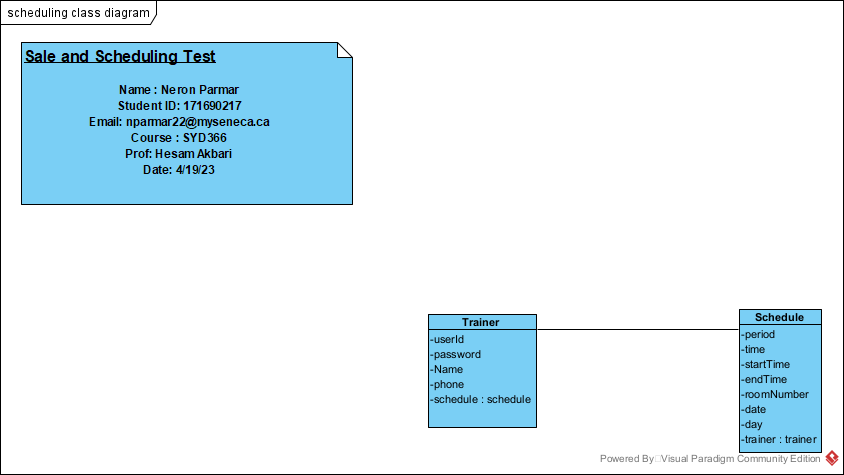 scheduling class diagram
Sale and Scheduling Test
Name : Neron Parmar
Student ID: 171690217
Email: nparmar22@myseneca.ca
Course : SYD366
Prof: Hesam Akbari
Date: 4/19/23
Trainer
-userId
-password
-Name
-phone
-schedule : schedule
Schedule
-period
-time
-startTime
-endTime
-roomNumber
-date
-day
-trainer : trainer
Powered By Visual Paradigm Community Edition